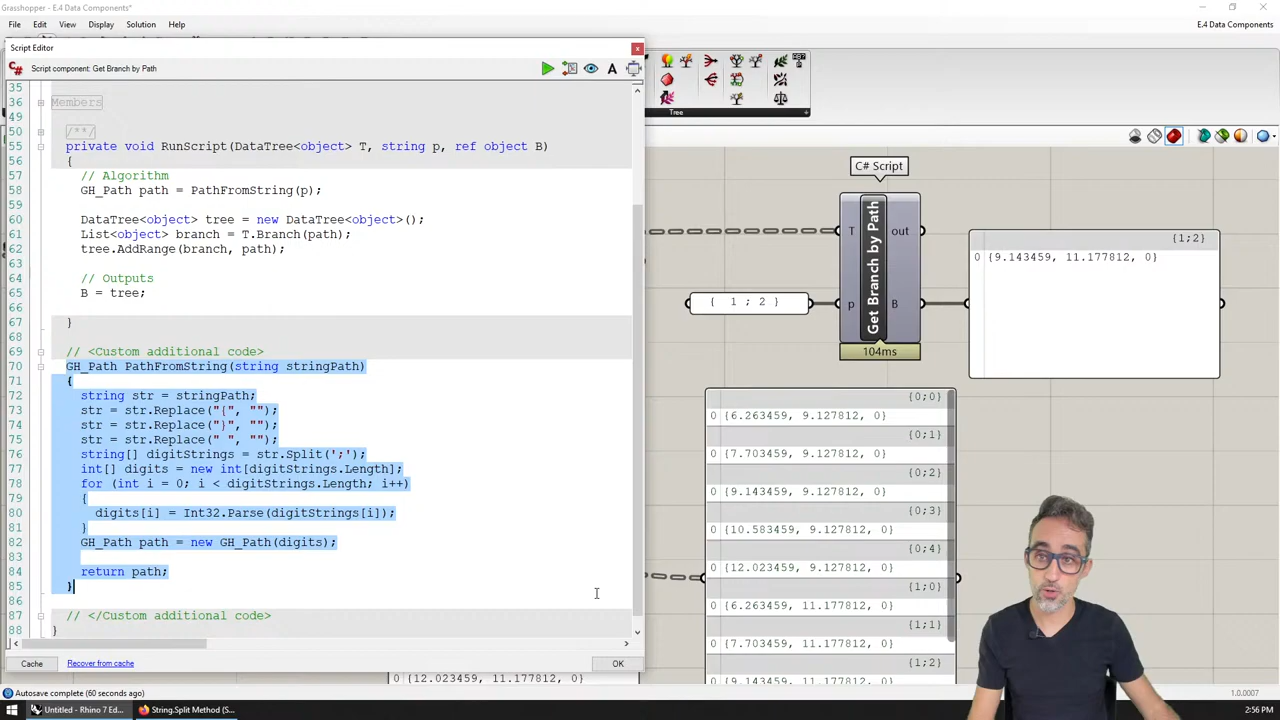 Grasshopper - E.4 Data Components*
File Edit View Display Solution Help
E.4 Data Components*
Script Editor
x
C# Script component: Get Branch by Path
A
Tree
35
36 Members
49
50 /**/
55 private void RunScript(DataTree<object> T, string p, ref object B)
56 {
57 // Algorithm
58 GH_Path path = PathFromString(p);
59
60 DataTree<object> tree = new DataTree<object>();
61 List<object> branch = T.Branch(path);
62 tree.AddRange(branch, path);
63
64 // Outputs
65 B = tree;
66
67 }
68
69 // <Custom additional code>
70 GH_Path PathFromString(string stringPath)
71 {
72 string str = stringPath;
73 str = str.Replace("{", "");
74 str = str.Replace("}", "");
75 str = str.Replace(" ", "");
76 string[] digitStrings = str.Split(';');
77 int[] digits = new int[digitStrings.Length];
78 for (int i = 0; i < digitStrings.Length; i++)
79 {
80 digits[i] = Int32.Parse(digitStrings[i]);
81 }
82 GH_Path path = new GH_Path(digits);
83
84 return path;
85 }
86
87 // </Custom additional code>
88 }
Cache
Recover from cache
OK
C# Script
T
out
Get Branch by Path
p
B
104ms
{ 1 ; 2 }
{1;2}
0 {9.143459, 11.177812, 0}
{0;0}
0 {6.263459, 9.127812, 0}
{0;1}
0 {7.703459, 9.127812, 0}
{0;2}
0 {9.143459, 9.127812, 0}
{0;3}
0 {10.583459, 9.127812, 0}
{0;4}
0 {12.023459, 9.127812, 0}
{1;0}
0 {6.263459, 11.177812, 0}
{1;1}
0 {7.703459, 11.177812, 0}
{1;2}
0 {9.143459, 11.177812, 0}
0 {12.023459, 11.177812, 0}
Autosave complete (60 seconds ago)
1.0.0007
Untitled - Rhino 7 Ed...
String.Split Method (S...
2:56 PM